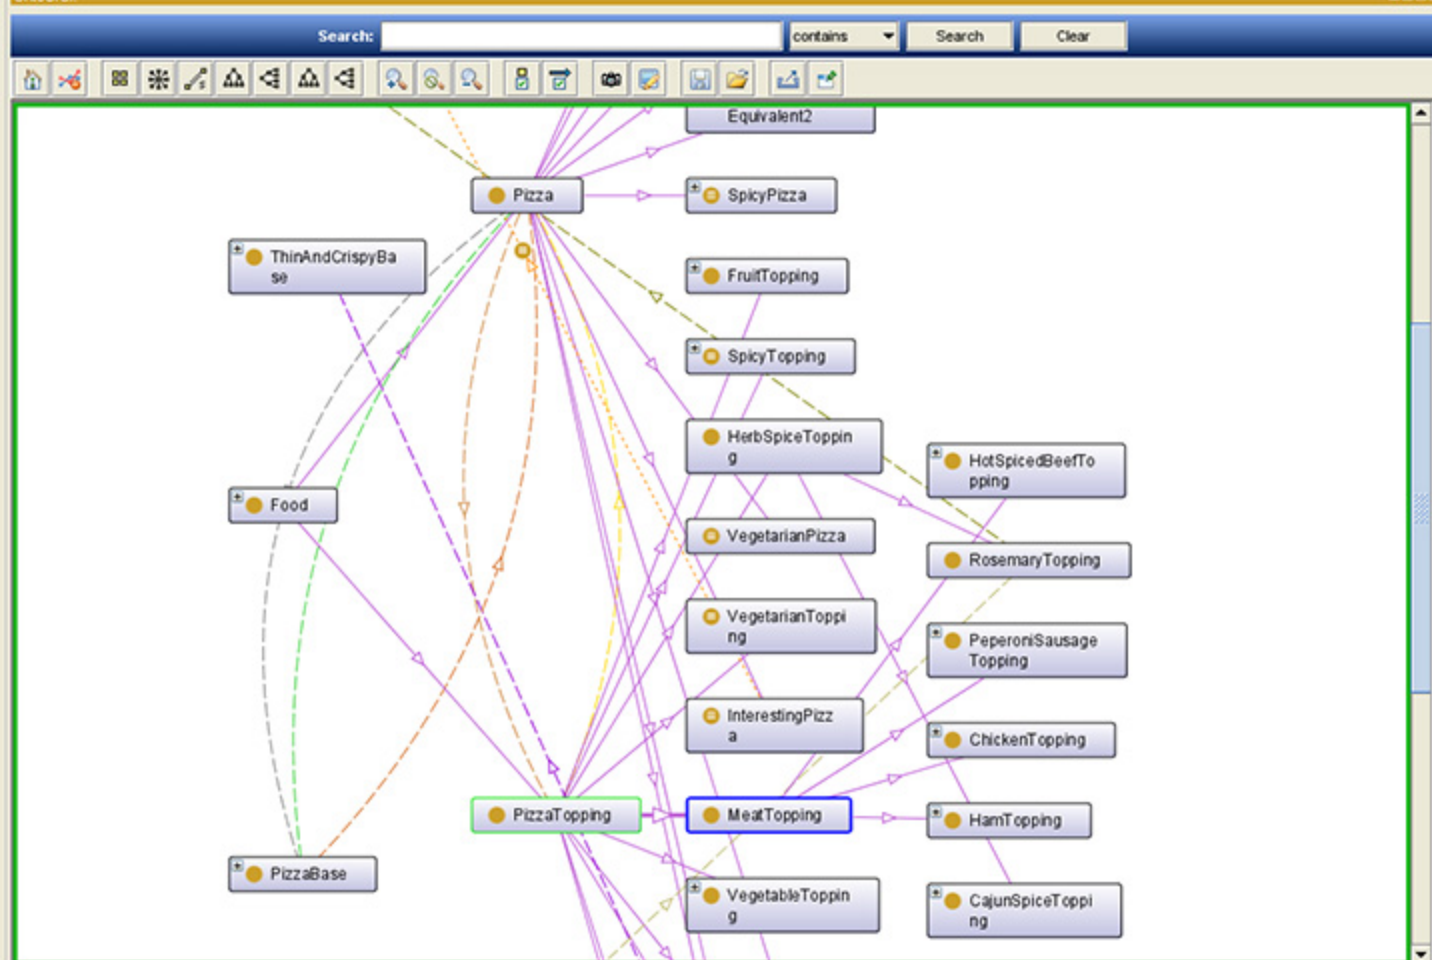 Search:
contains
Search
Clear
Equivalent2
Pizza
SpicyPizza
ThinAndCrispyBa
se
FruitTopping
SpicyTopping
HerbSpiceToppin
g
HotSpicedBeefTo
pping
Food
VegetarianPizza
RosemaryTopping
VegetarianToppi
ng
PeperoniSausage
Topping
InterestingPizz
a
ChickenTopping
PizzaTopping
MeatTopping
HamTopping
PizzaBase
VegetableToppin
g
CajunSpiceToppi
ng